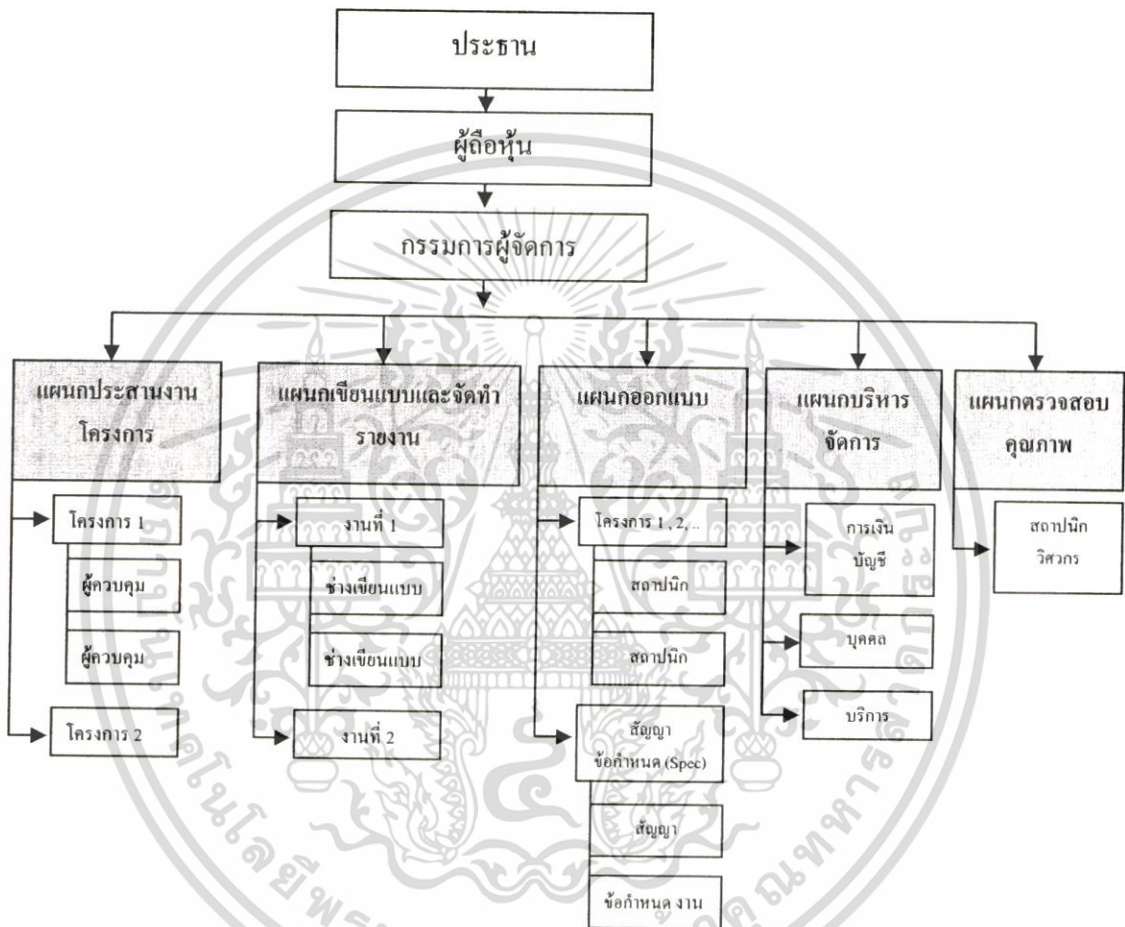 ประธาน
ผู้ถือหุ้น
กรรมการผู้จัดการ
แผนกประสานงาน
โครงการ
โครงการ 1
ผู้ควบคุม
ผู้ควบคุม
โครงการ 2
แผนกเขียนแบบและจัดทำ
รายงาน
งานที่ 1
ช่างเขียนแบบ
ช่างเขียนแบบ
งานที่ 2
แผนกออกแบบ
โครงการ 1 , 2, ..
สถาปนิก
สถาปนิก
สัญญา
ข้อกำหนด (Spec)
สัญญา
ข้อกำหนด งาน
แผนกบริหาร
จัดการ
การเงิน
บัญชี
บุคคล
บริการ
แผนกตรวจสอบ
คุณภาพ
สถาปนิก
วิศวกร